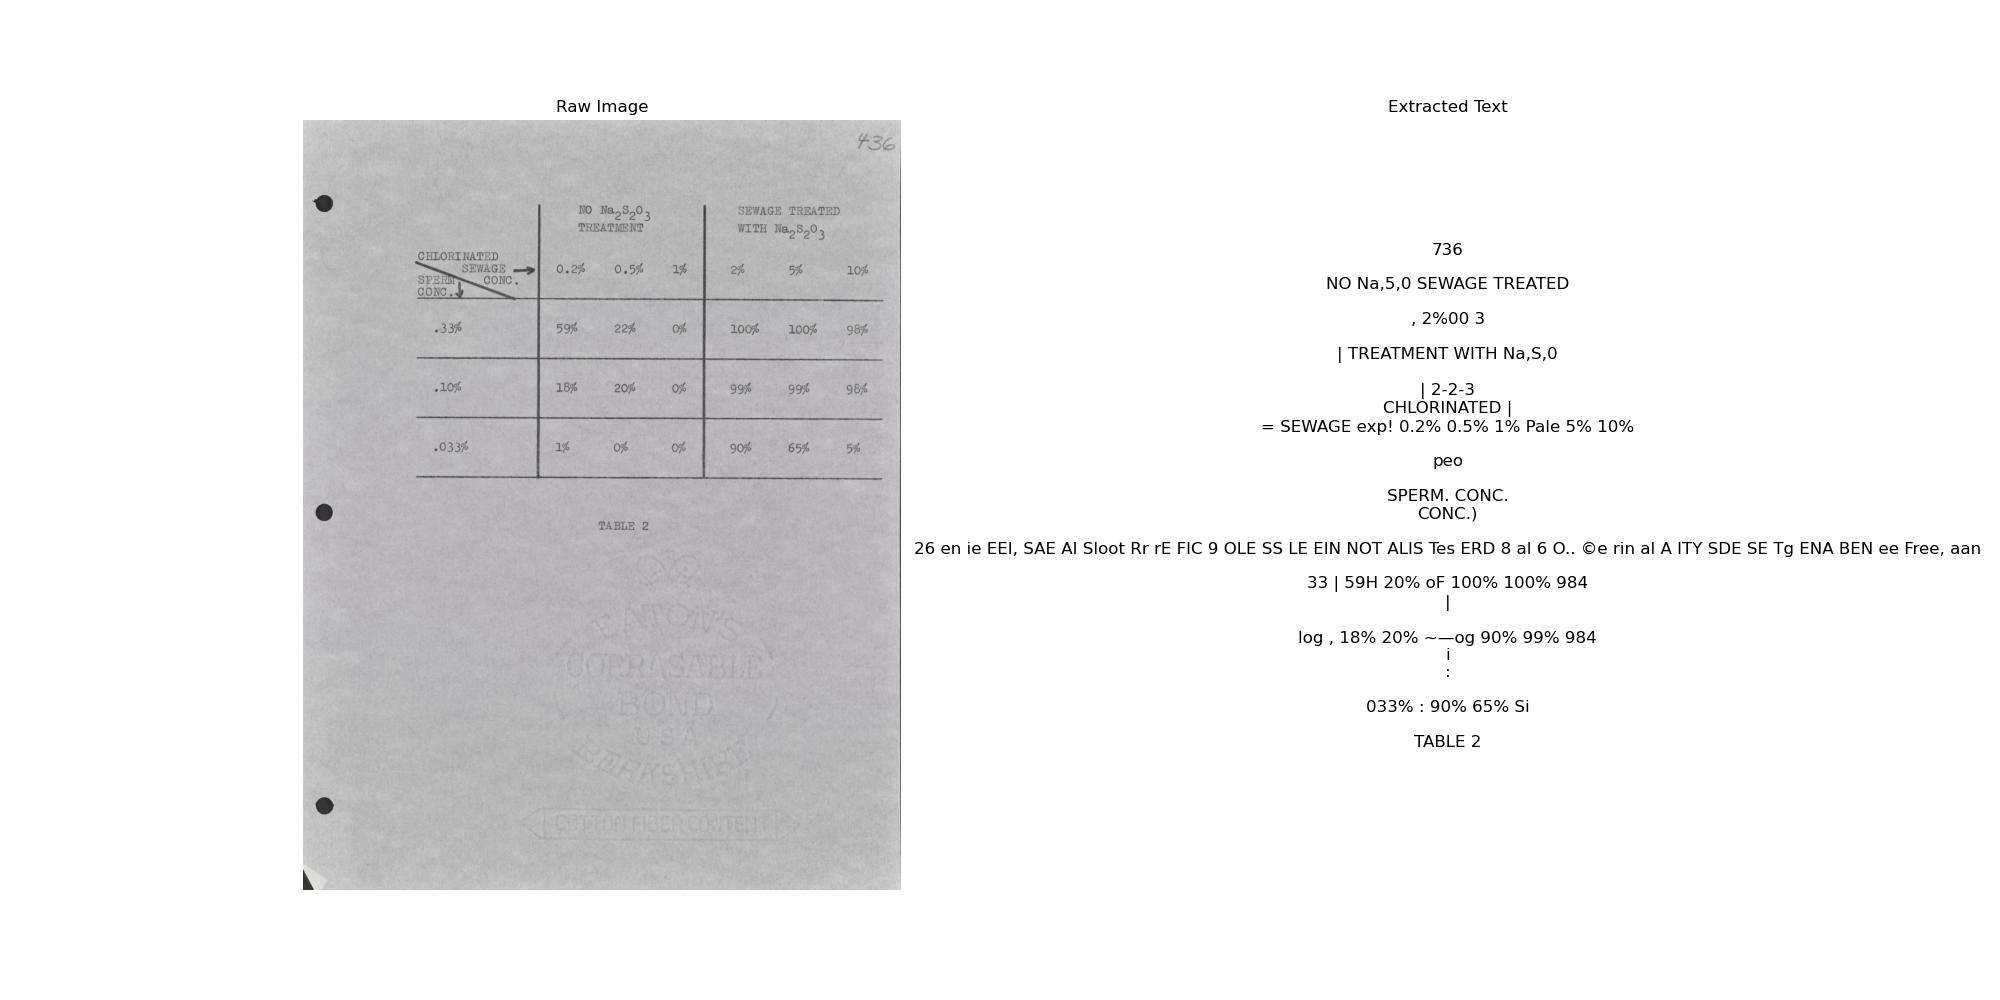 Raw Image
Extracted Text
436
NO Na2S2O3 SEWAGE TREATED
TREATMENT WITH Na2S2O3
CHLORINATED
SEWAGE → 0.2% 0.5% 1% 2% 5% 10%
SPERM CONC.
CONC. ↓
.33% 59% 22% 0% 100% 100% 98%
.10% 18% 20% 0% 99% 99% 98%
.033% 1% 0% 0% 90% 65% 5%
TABLE 2
EATON'S
CORRASABLE
BOND
USA
BERKSHIRE
COTTON FIBER CONTENT
736
NO Na,5,0 SEWAGE TREATED
, 2%00 3
| TREATMENT WITH Na,S,0
| 2-2-3
CHLORINATED |
= SEWAGE exp! 0.2% 0.5% 1% Pale 5% 10%
peo
SPERM. CONC.
CONC.)
26 en ie EEI, SAE Al Sloot Rr rE FIC 9 OLE SS LE EIN NOT ALIS Tes ERD 8 al 6 O.. ©e rin al A ITY SDE SE Tg ENA BEN ee Free, aan
33 | 59H 20% oF 100% 100% 984
|
log , 18% 20% ~—og 90% 99% 984
i
:
033% : 90% 65% Si
TABLE 2